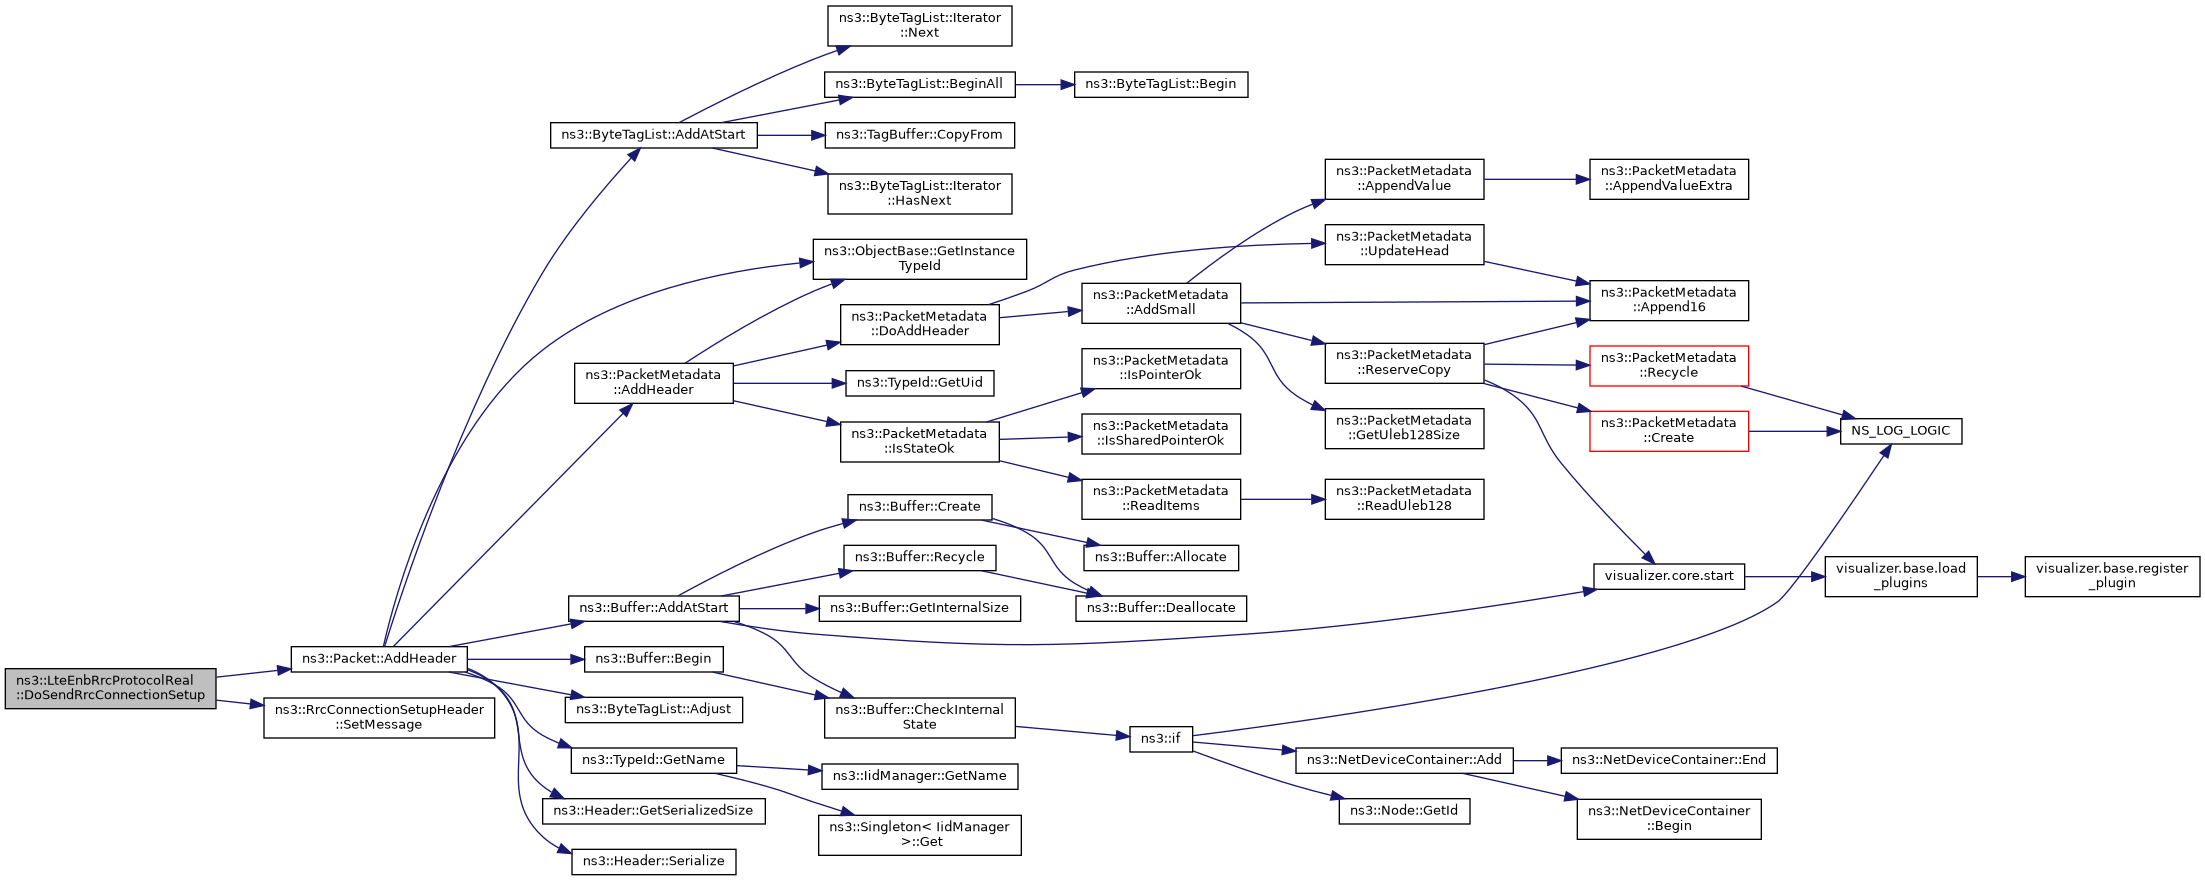 ns3::LteEnbRrcProtocolReal
::DoSendRrcConnectionSetup
ns3::Packet::AddHeader
ns3::RrcConnectionSetupHeader
::SetMessage
ns3::ByteTagList::AddAtStart
ns3::PacketMetadata
::AddHeader
ns3::Buffer::AddAtStart
ns3::Buffer::Begin
ns3::ByteTagList::Adjust
ns3::TypeId::GetName
ns3::Header::GetSerializedSize
ns3::Header::Serialize
ns3::ByteTagList::Iterator
::Next
ns3::ByteTagList::BeginAll
ns3::TagBuffer::CopyFrom
ns3::ByteTagList::Iterator
::HasNext
ns3::ObjectBase::GetInstance
TypeId
ns3::PacketMetadata
::DoAddHeader
ns3::TypeId::GetUid
ns3::PacketMetadata
::IsStateOk
ns3::Buffer::Create
ns3::Buffer::Recycle
ns3::Buffer::GetInternalSize
ns3::Buffer::CheckInternal
State
ns3::IidManager::GetName
ns3::Singleton< IidManager
>::Get
ns3::ByteTagList::Begin
ns3::PacketMetadata
::AddSmall
ns3::PacketMetadata
::IsPointerOk
ns3::PacketMetadata
::IsSharedPointerOk
ns3::PacketMetadata
::ReadItems
ns3::Buffer::Allocate
ns3::Buffer::Deallocate
ns3::if
ns3::PacketMetadata
::AppendValue
ns3::PacketMetadata
::UpdateHead
ns3::PacketMetadata
::ReserveCopy
ns3::PacketMetadata
::GetUleb128Size
ns3::PacketMetadata
::ReadUleb128
ns3::NetDeviceContainer::Add
ns3::Node::GetId
ns3::PacketMetadata
::AppendValueExtra
ns3::PacketMetadata
::Append16
ns3::PacketMetadata
::Recycle
ns3::PacketMetadata
::Create
visualizer.core.start
ns3::NetDeviceContainer::End
ns3::NetDeviceContainer
::Begin
NS_LOG_LOGIC
visualizer.base.load
_plugins
visualizer.base.register
_plugin